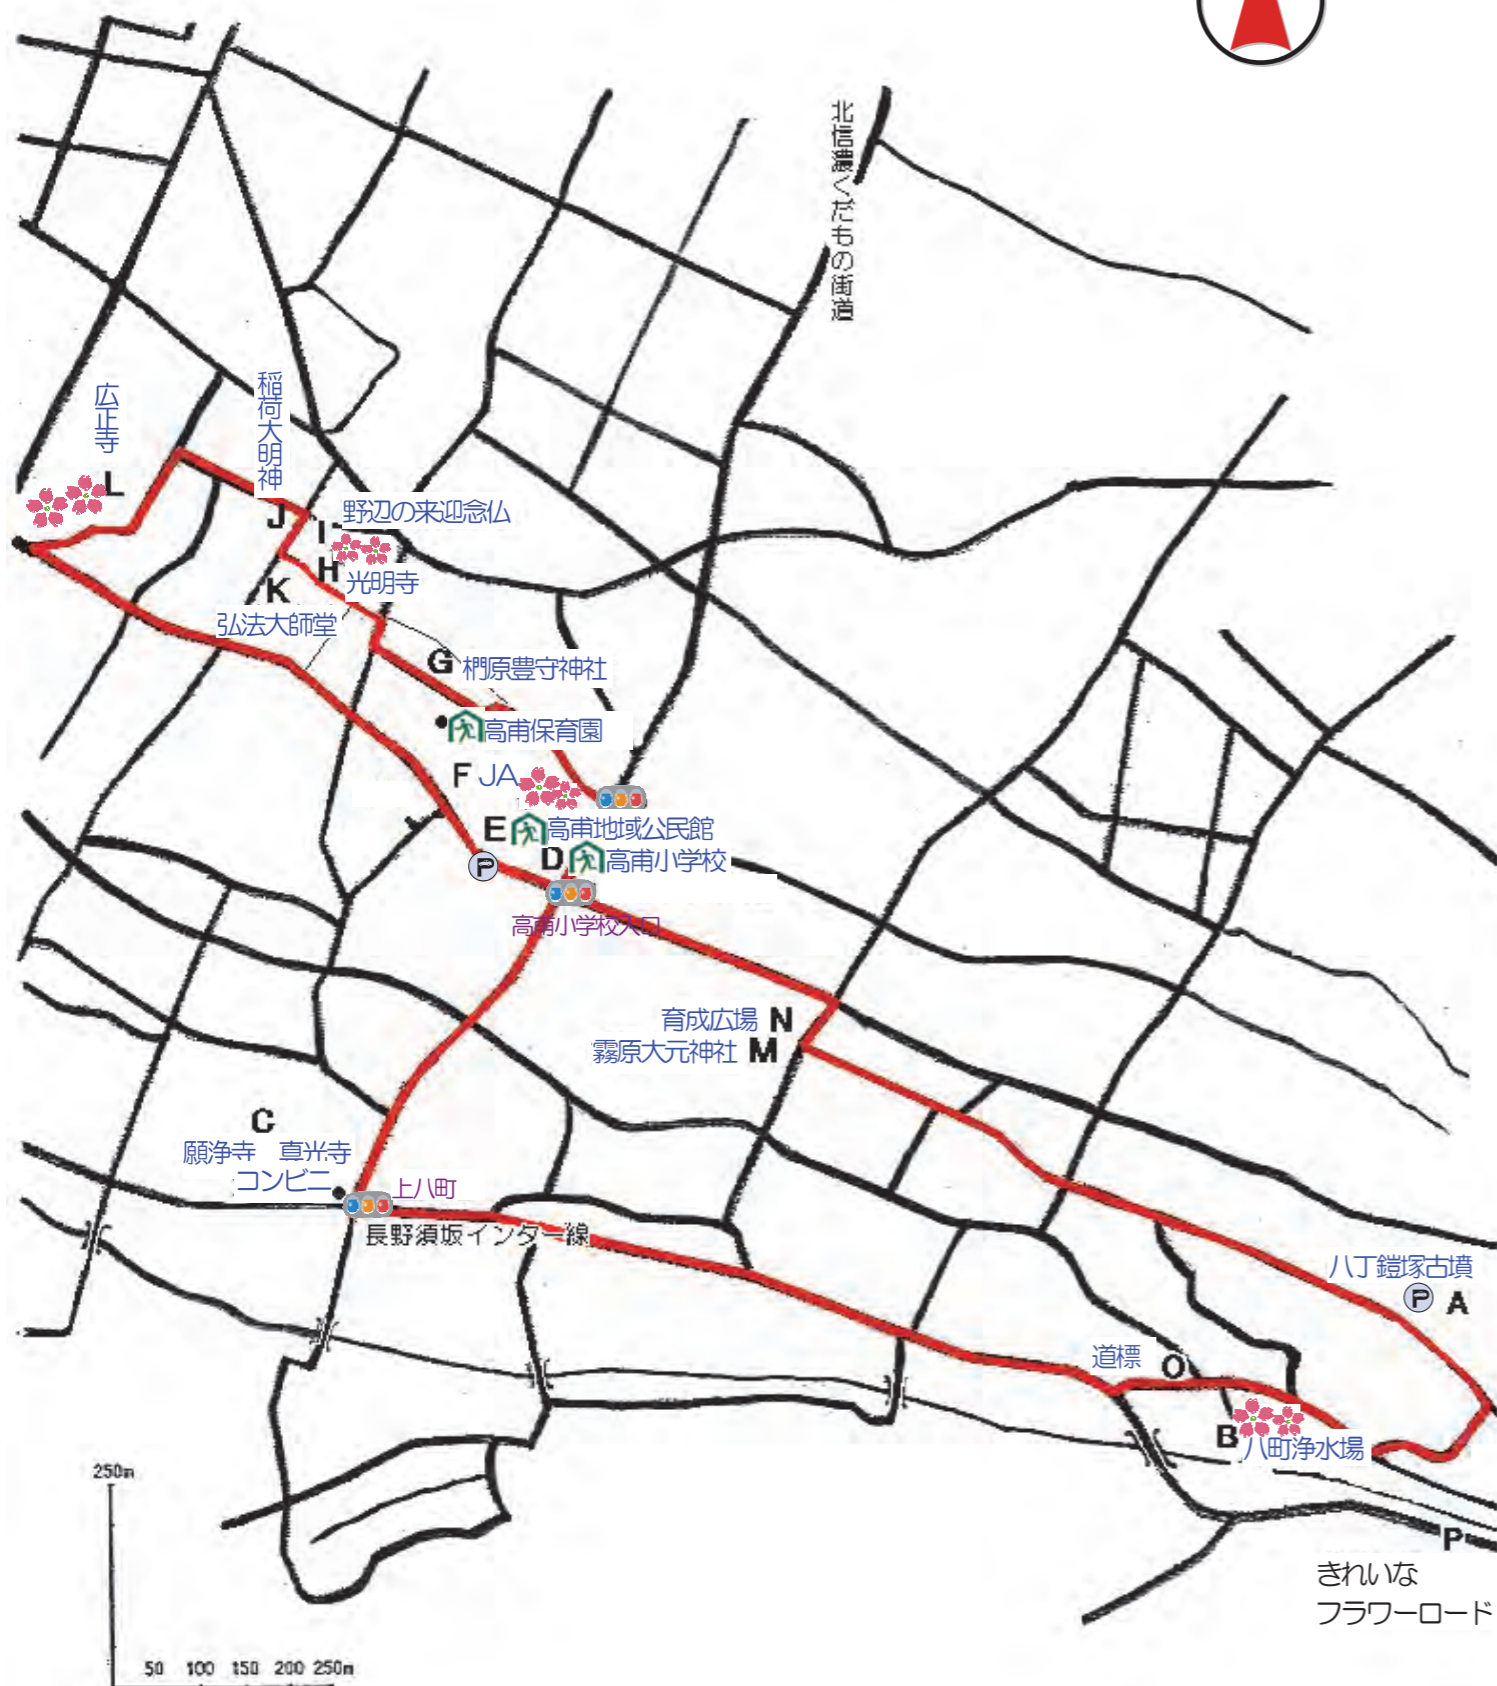 北信濃くだもの街道
広正寺
L
稲荷大明神
J
I
野辺の来迎念仏
H
光明寺
K
弘法大師堂
G 椚原豊守神社
高甫保育園
F JA
E 高甫地域公民館
D 高甫小学校
P
高甫小学校入口
育成広場 N
霧原大元神社 M
C
願浄寺 真光寺
コンビニ
上八町
長野須坂インター線
八丁鎧塚古墳
P A
道標 O
B
八町浄水場
P
きれいな
フラワーロード
250m
50 100 150 200 250m